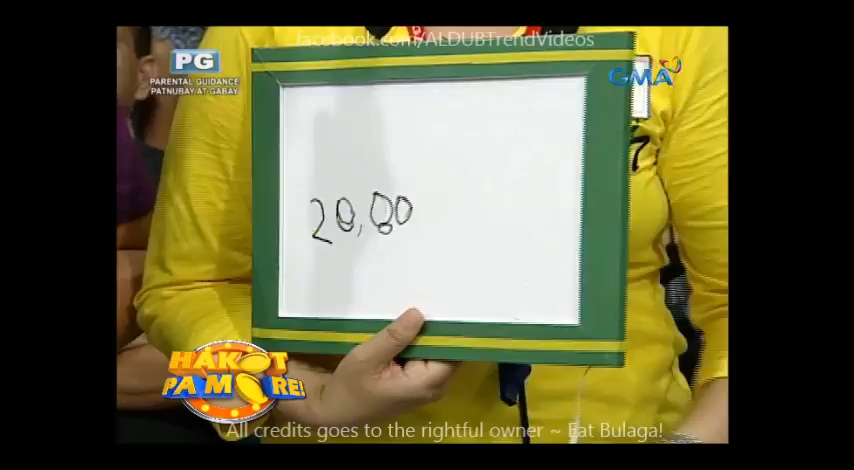 facebook.com/ALDUBTrendVideos
PG
PARENTAL GUIDANCE
PATNUBAY AT GABAY
GMA
7
20,00
HAKOT
PA MORE!
All credits goes to the rightful owner ~ Eat Bulaga!